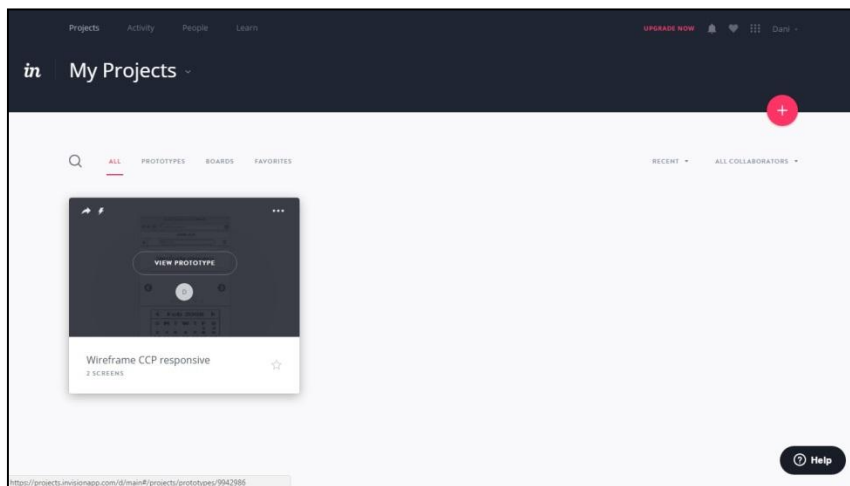 Projects Activity People Learn UPGRADE NOW Dani
in My Projects
+
ALL PROTOTYPES BOARDS FAVORITES RECENT ALL COLLABORATORS
VIEW PROTOTYPE
D
Wireframe CCP responsive
2 SCREENS
? Help
https://projects.invisionapp.com/d/main#/projects/prototypes/9942986